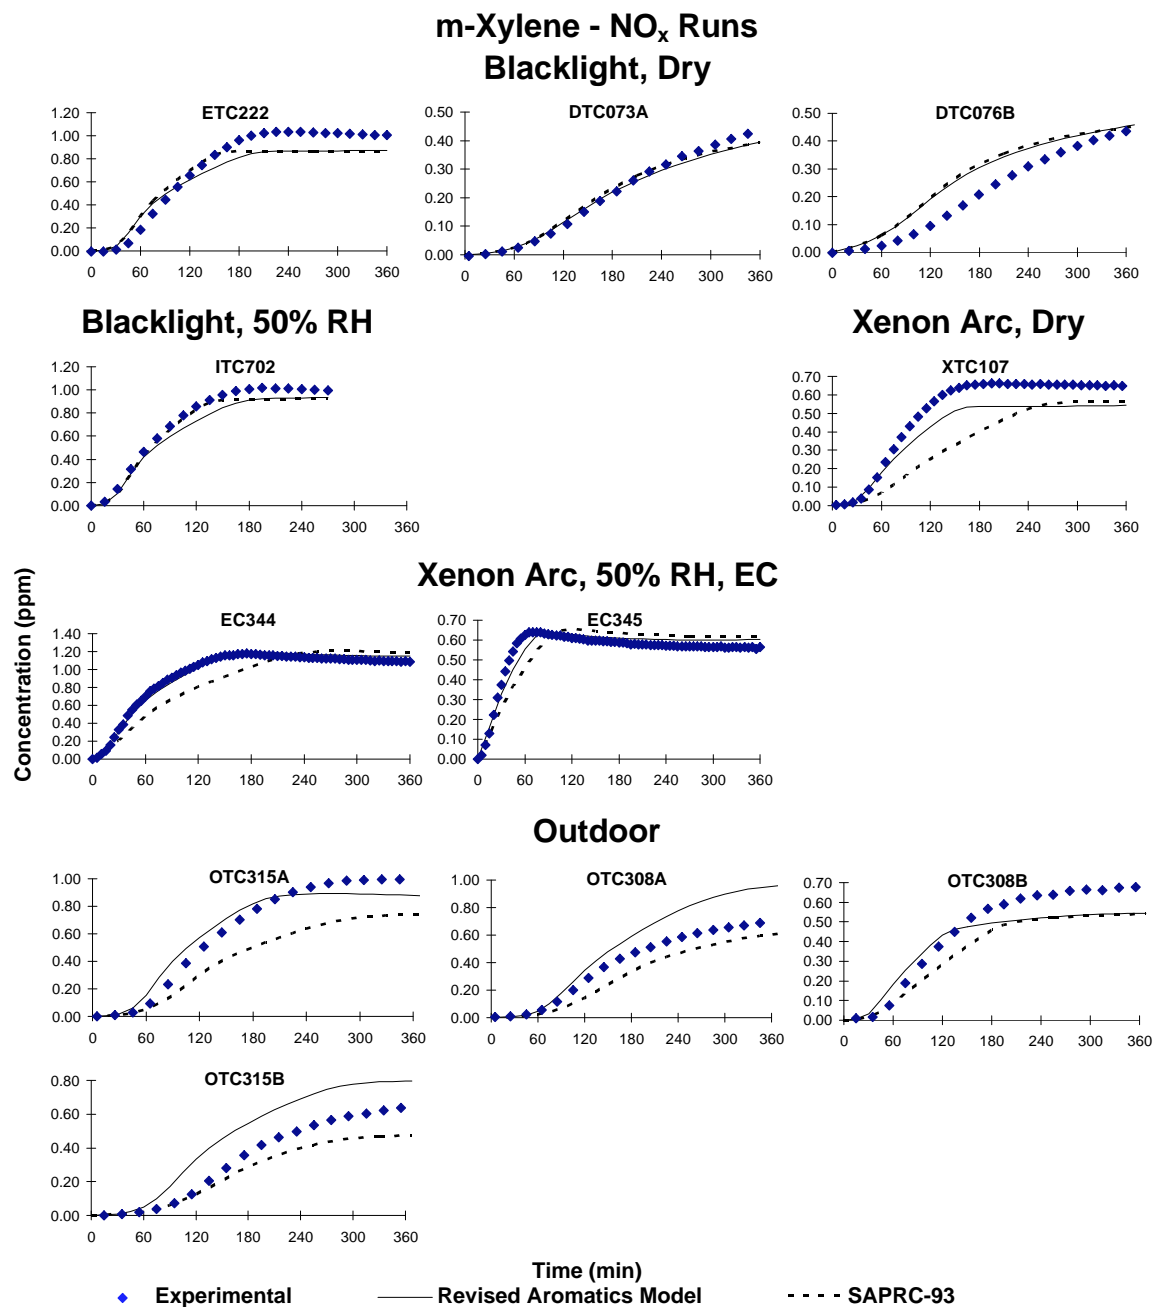 m-Xylene - NOx Runs
Blacklight, Dry
ETC222
1.20
1.00
0.80
0.60
0.40
0.20
0.00
0 60 120 180 240 300 360
DTC073A
0.50
0.40
0.30
0.20
0.10
0.00
0 60 120 180 240 300 360
DTC076B
0.50
0.40
0.30
0.20
0.10
0.00
0 60 120 180 240 300 360
Blacklight, 50% RH
ITC702
1.20
1.00
0.80
0.60
0.40
0.20
0.00
0 60 120 180 240 300 360
Xenon Arc, Dry
XTC107
0.70
0.60
0.50
0.40
0.30
0.20
0.10
0.00
0 60 120 180 240 300 360
Xenon Arc, 50% RH, EC
Concentration (ppm)
EC344
1.40
1.20
1.00
0.80
0.60
0.40
0.20
0.00
0 60 120 180 240 300 360
EC345
0.70
0.60
0.50
0.40
0.30
0.20
0.10
0.00
0 60 120 180 240 300 360
Outdoor
OTC315A
1.00
0.80
0.60
0.40
0.20
0.00
0 60 120 180 240 300 360
OTC308A
1.00
0.80
0.60
0.40
0.20
0.00
0 60 120 180 240 300 360
OTC308B
0.70
0.60
0.50
0.40
0.30
0.20
0.10
0.00
0 60 120 180 240 300 360
OTC315B
0.80
0.60
0.40
0.20
0.00
0 60 120 180 240 300 360
Time (min)
Experimental Revised Aromatics Model SAPRC-93